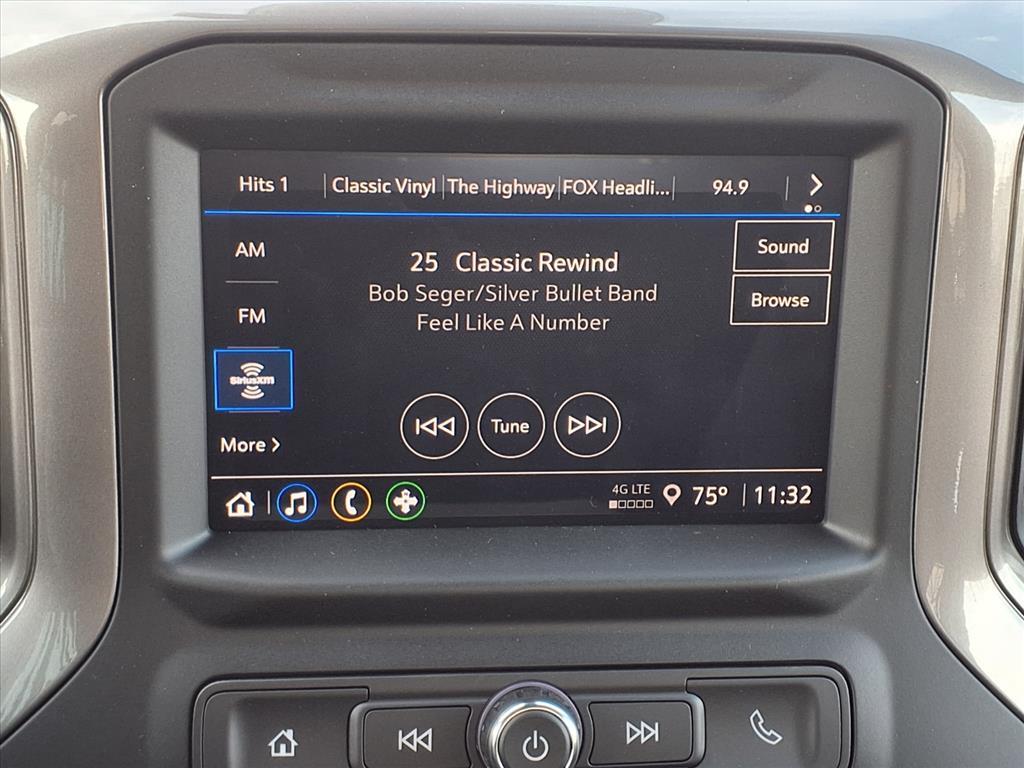 Hits 1 Classic Vinyl The Highway FOX Headli... 94.9
AM
25 Classic Rewind
Sound
Bob Seger/Silver Bullet Band
Browse
FM
Feel Like A Number
SiriusXM
Tune
More
4G LTE
75° 11:32